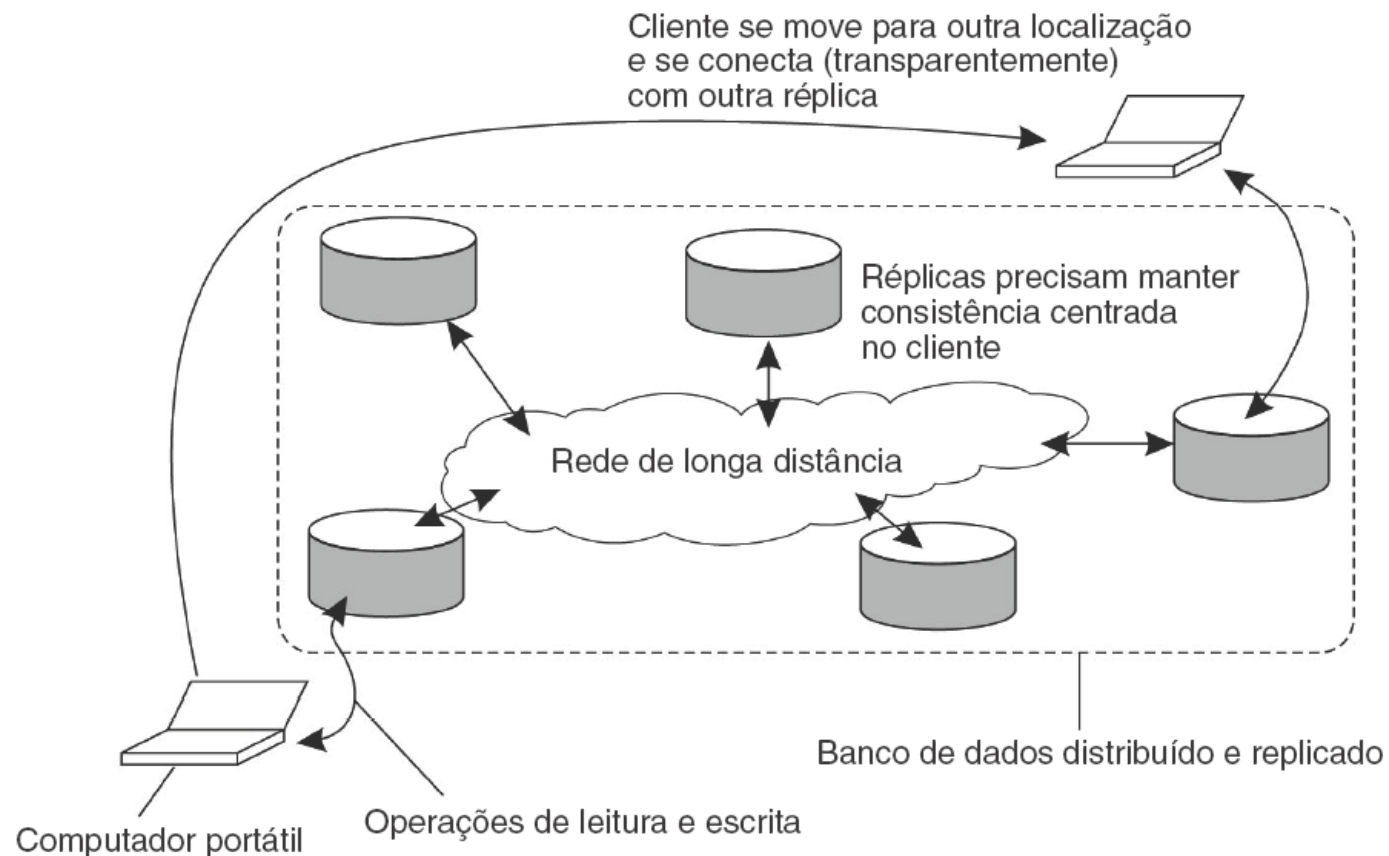 Cliente se move para outra localização
e se conecta (transparentemente)
com outra réplica
Réplicas precisam manter
consistência centrada
no cliente
Rede de longa distância
Banco de dados distribuído e replicado
Operações de leitura e escrita
Computador portátil